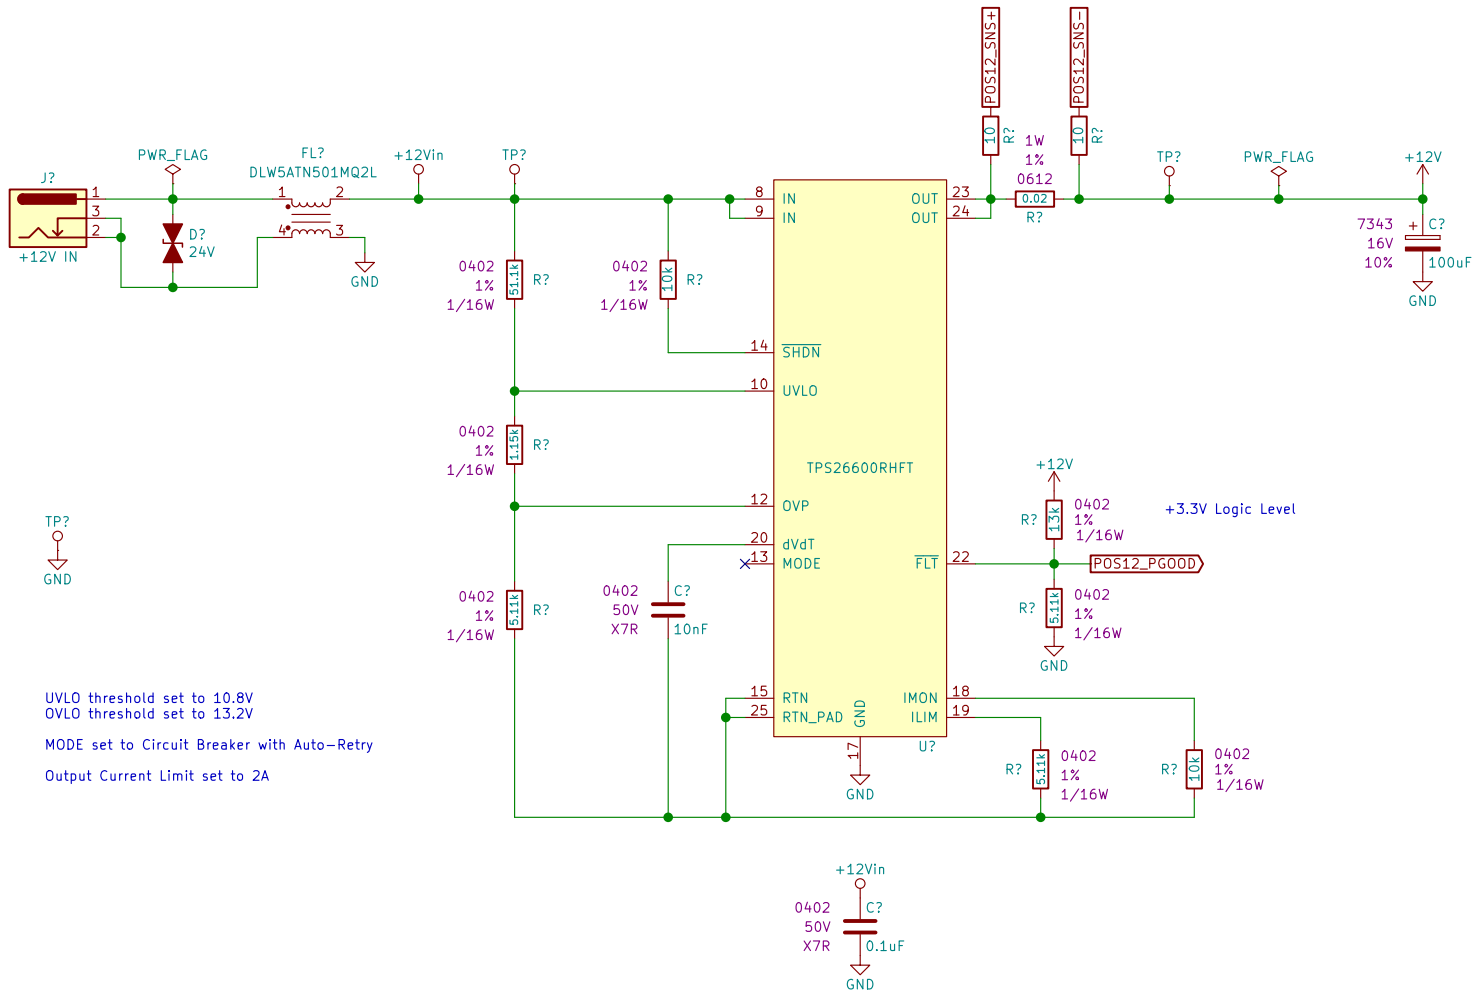 POS12_SNS+
POS12_SNS-
10
R?
10
R?
1W
1%
0612
0.02
R?
PWR_FLAG
FL?
DLW5ATN501MQ2L
+12Vin
TP?
TP?
PWR_FLAG
+12V
J?
1
3
2
+12V IN
D?
24V
1
2
4
3
GND
8
IN
9
IN
OUT
23
OUT
24
7343
16V
10%
+
C?
100uF
GND
0402
1%
1/16W
51.1k
R?
0402
1%
1/16W
10k
R?
14
SHDN
10
UVLO
0402
1%
1/16W
1.15k
R?
TPS26600RHFT
12
OVP
20
dVdT
13
MODE
FLT
22
+12V
R?
13k
0402
1%
1/16W
+3.3V Logic Level
POS12_PGOOD
R?
5.11k
0402
1%
1/16W
GND
TP?
GND
0402
1%
1/16W
5.11k
R?
0402
50V
X7R
C?
10nF
15
RTN
25
RTN_PAD
GND
17
GND
IMON
18
ILIM
19
U?
R?
5.11k
0402
1%
1/16W
R?
10k
0402
1%
1/16W
UVLO threshold set to 10.8V
OVLO threshold set to 13.2V
MODE set to Circuit Breaker with Auto-Retry
Output Current Limit set to 2A
+12Vin
0402
50V
X7R
C?
0.1uF
GND